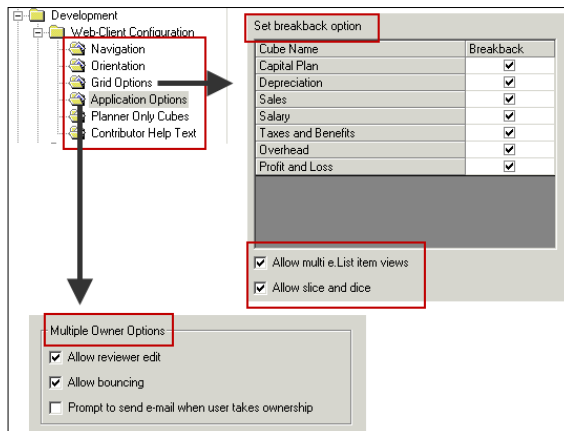 Development
Web-Client Configuration
Navigation
Orientation
Grid Options
Application Options
Planner Only Cubes
Contributor Help Text
Set breakback option
Cube Name Breakback
Capital Plan
Depreciation
Sales
Salary
Taxes and Benefits
Overhead
Profit and Loss
Allow multi e.List item views
Allow slice and dice
Multiple Owner Options
Allow reviewer edit
Allow bouncing
Prompt to send e-mail when user takes ownership